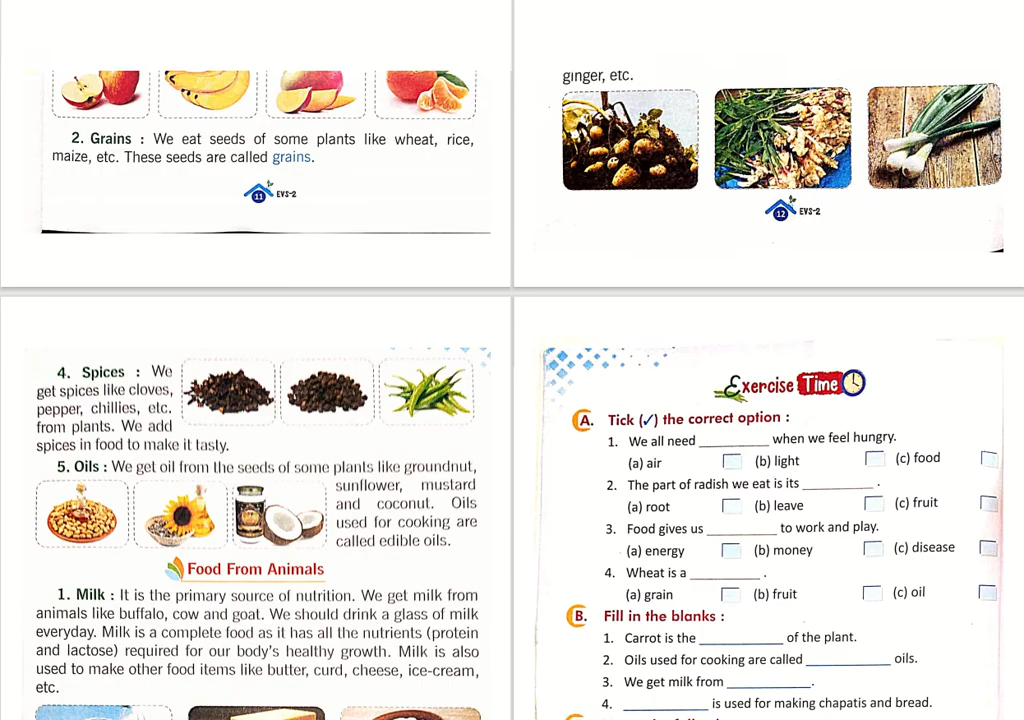 2. Grains : We eat seeds of some plants like wheat, rice,
maize, etc. These seeds are called grains.
11 EVS-2
ginger, etc.
12 EVS-2
4. Spices : We
get spices like cloves,
pepper, chillies, etc.
from plants. We add
spices in food to make it tasty.
5. Oils : We get oil from the seeds of some plants like groundnut,
sunflower, mustard
and coconut. Oils
used for cooking are
called edible oils.
Food From Animals
1. Milk : It is the primary source of nutrition. We get milk from
animals like buffalo, cow and goat. We should drink a glass of milk
everyday. Milk is a complete food as it has all the nutrients (protein
and lactose) required for our body's healthy growth. Milk is also
used to make other food items like butter, curd, cheese, ice-cream,
etc.
Exercise Time
A. Tick (✓) the correct option :
1. We all need __________ when we feel hungry.
(a) air (b) light (c) food
2. The part of radish we eat is its __________ .
(a) root (b) leave (c) fruit
3. Food gives us __________ to work and play.
(a) energy (b) money (c) disease
4. Wheat is a __________ .
(a) grain (b) fruit (c) oil
B. Fill in the blanks :
1. Carrot is the ____________ of the plant.
2. Oils used for cooking are called ____________ oils.
3. We get milk from ____________.
4. ____________ is used for making chapatis and bread.